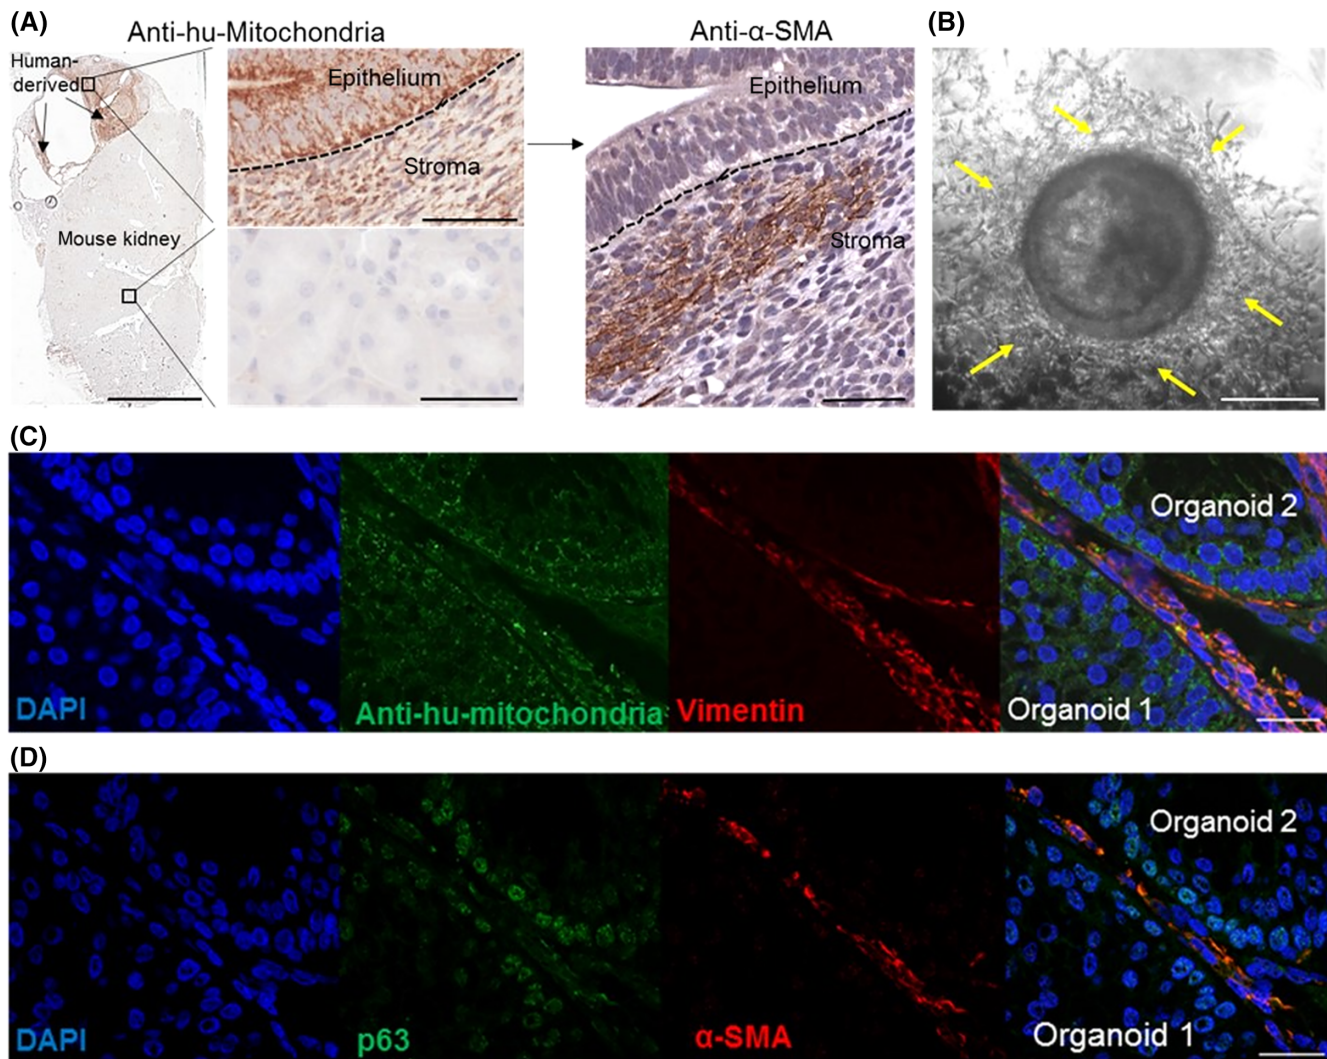 (A)
Anti-hu-Mitochondria
Anti-α-SMA
(B)
Human-
derived
Epithelium
Stroma
Mouse kidney
Epithelium
Stroma
(C)
DAPI
Anti-hu-mitochondria
Vimentin
Organoid 2
Organoid 1
(D)
DAPI
p63
α-SMA
Organoid 2
Organoid 1